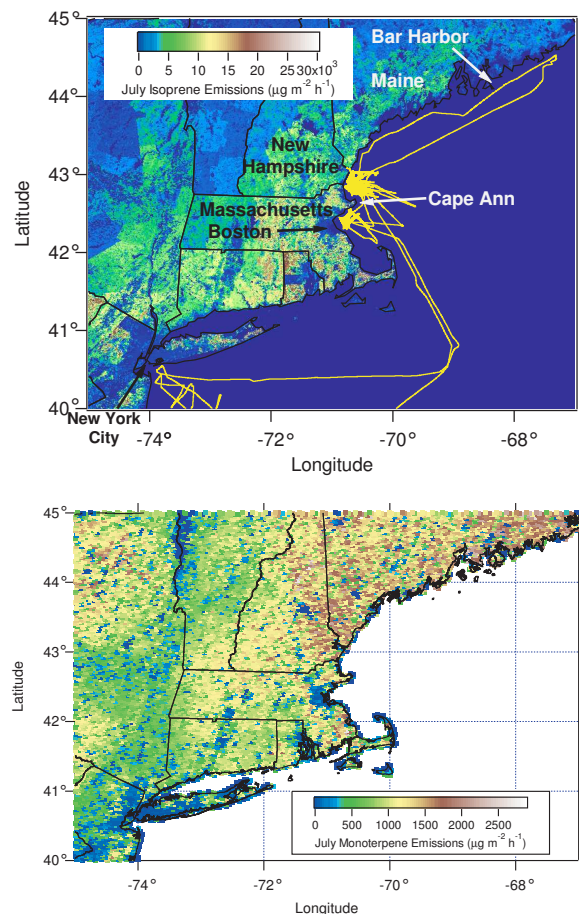 45°
0 5 10 15 20 25 30x10³
July Isoprene Emissions (µg m⁻² h⁻¹)
Bar Harbor
Maine
44°
New
Hampshire
43°
Cape Ann
Massachusetts
Boston
42°
Latitude
41°
40°
New York
City
-74° -72° -70° -68°
Longitude
45°
44°
43°
Latitude
42°
41°
0 500 1000 1500 2000 2500
July Monoterpene Emissions (µg m⁻² h⁻¹)
40°
-74° -72° -70° -68°
Longitude